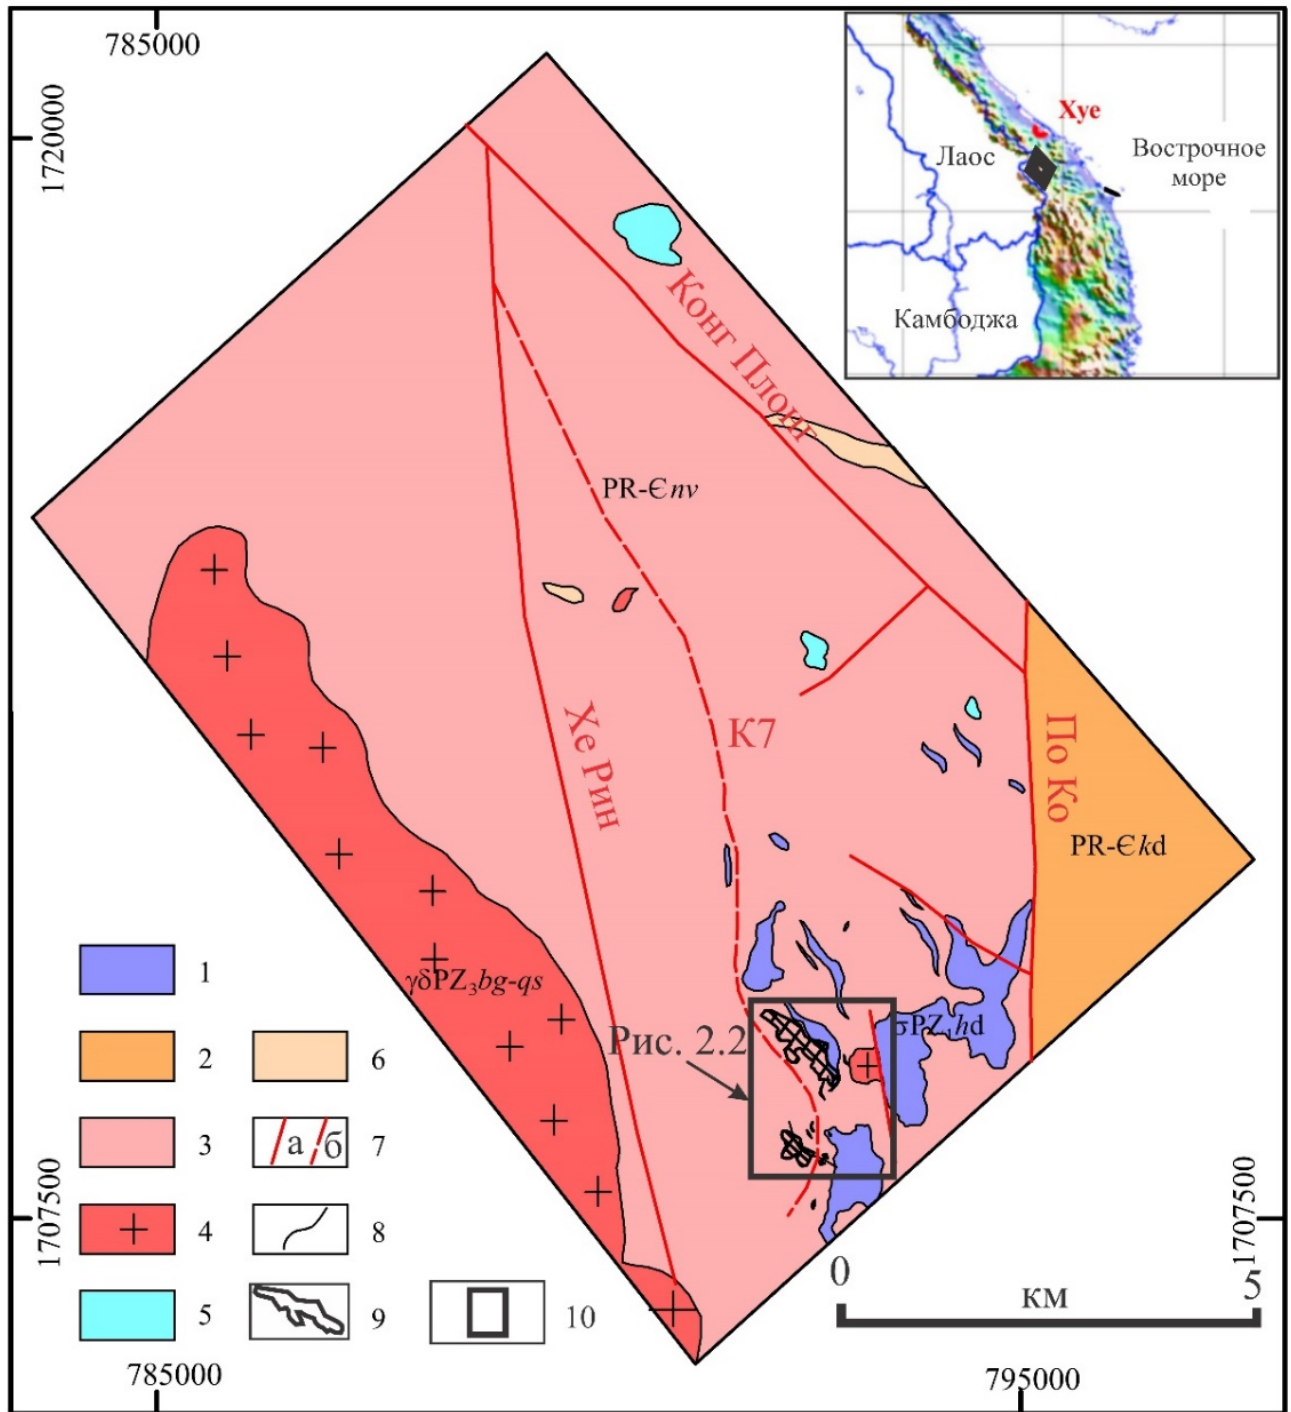 785000
1720000
Хуе
Лаос
Вострочное
море
Камбоджа
Конг Плонг
PR-Єnv
Хе Рин
К7
По Ко
PR-Єkd
γδPZ₃bg-qs
σPZ₁hd
Рис. 2.2
1
2
3
4
5
6
а б 7
8
9
10
1707500
1707500
0 5
км
785000
795000